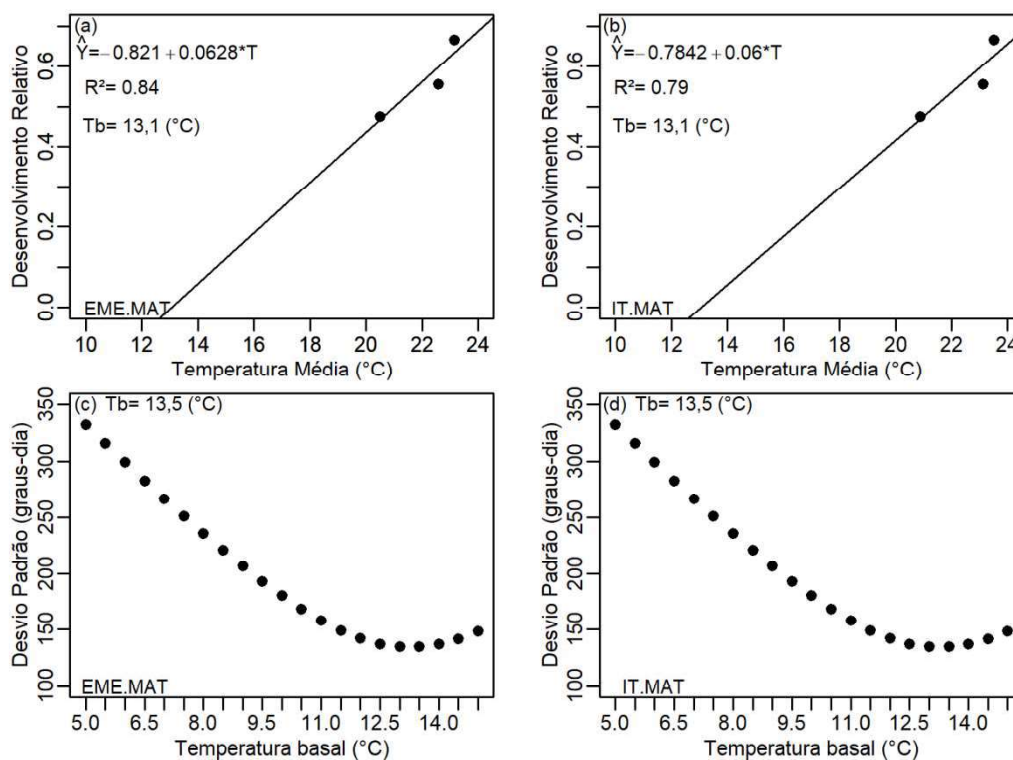 (a)
^
Y=−0.821+0.0628*T
R²= 0.84
Tb= 13,1 (°C)
EME.MAT
Desenvolvimento Relativo
0.0 0.2 0.4 0.6
10 12 14 16 18 20 22 24
Temperatura Média (°C)
(b)
^
Y=−0.7842+0.06*T
R²= 0.79
Tb= 13,1 (°C)
IT.MAT
Desenvolvimento Relativo
0.0 0.2 0.4 0.6
10 12 14 16 18 20 22 24
Temperatura Média (°C)
(c) Tb= 13,5 (°C)
EME.MAT
Desvio Padrão (graus-dia)
100 150 200 250 300 350
5.0 6.5 8.0 9.5 11.0 12.5 14.0
Temperatura basal (°C)
(d) Tb= 13,5 (°C)
IT.MAT
Desvio Padrão (graus-dia)
100 150 200 250 300 350
5.0 6.5 8.0 9.5 11.0 12.5 14.0
Temperatura basal (°C)